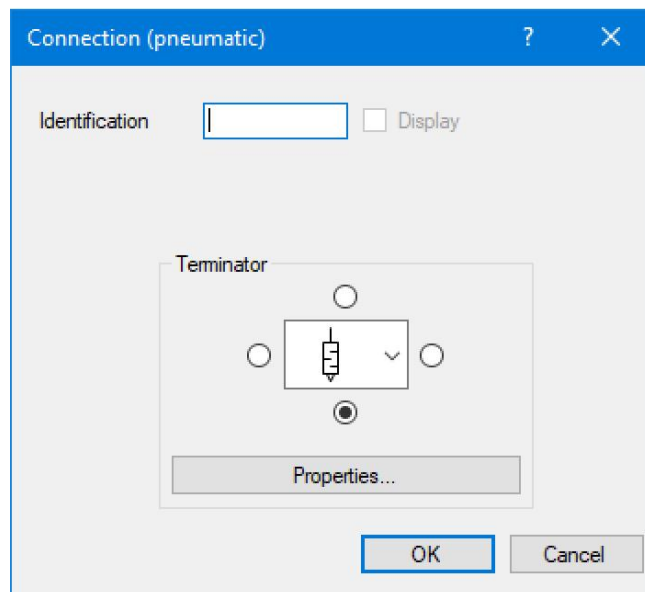 Connection (pneumatic) ?
Identification Display
Terminator
Properties...
OK Cancel